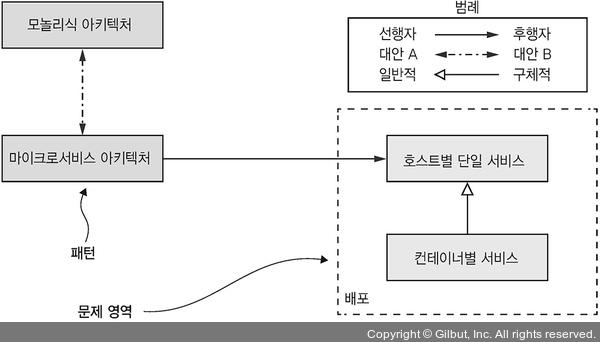 모놀리식 아키텍처
범례
선행자 후행자
대안 A 대안 B
일반적 구체적
마이크로서비스 아키텍처
호스트별 단일 서비스
패턴
컨테이너별 서비스
배포
문제 영역
Copyright © Gilbut, Inc. All rights reserved.